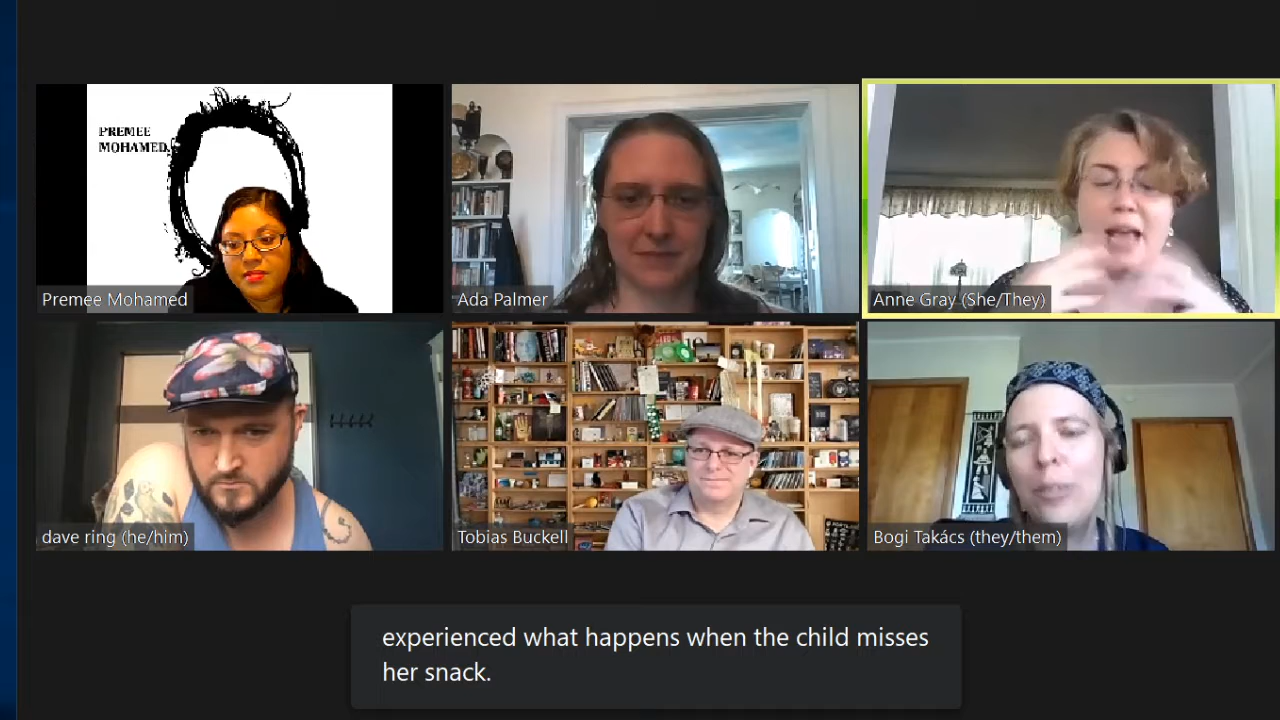 PREMEE
MOHAMED
Premee Mohamed
Ada Palmer
Anne Gray (She/They)
dave ring (he/him)
Tobias Buckell
Bogi Takács (they/them)
experienced what happens when the child misses
her snack.